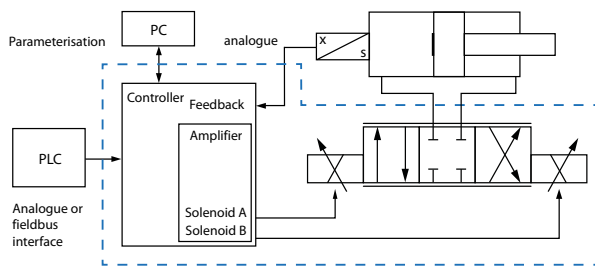 Parameterisation
PC
analogue
x
s
Controller
Feedback
Amplifier
PLC
Analogue or
fieldbus
interface
Solenoid A
Solenoid B